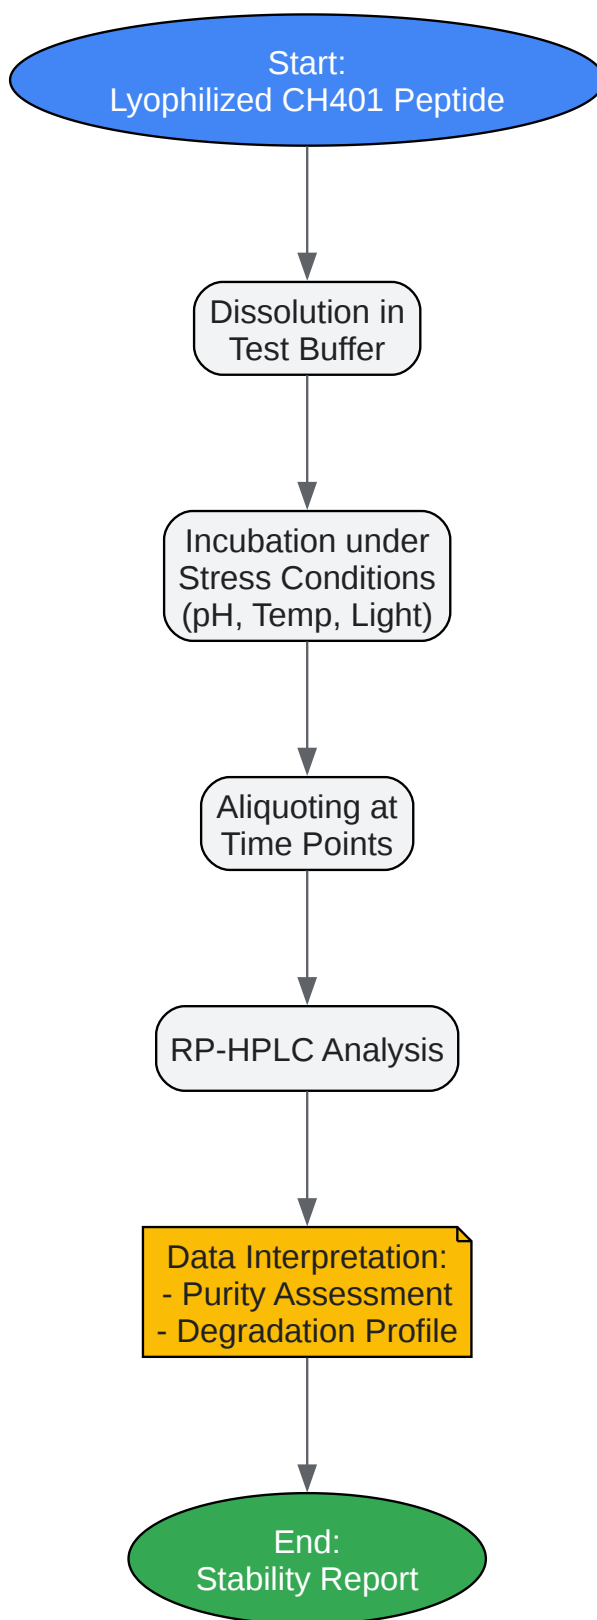 Start:
Lyophilized CH401 Peptide
Dissolution in
Test Buffer
Incubation under
Stress Conditions
(pH, Temp, Light)
Aliquoting at
Time Points
RP-HPLC Analysis
Data Interpretation:
- Purity Assessment
- Degradation Profile
End:
Stability Report